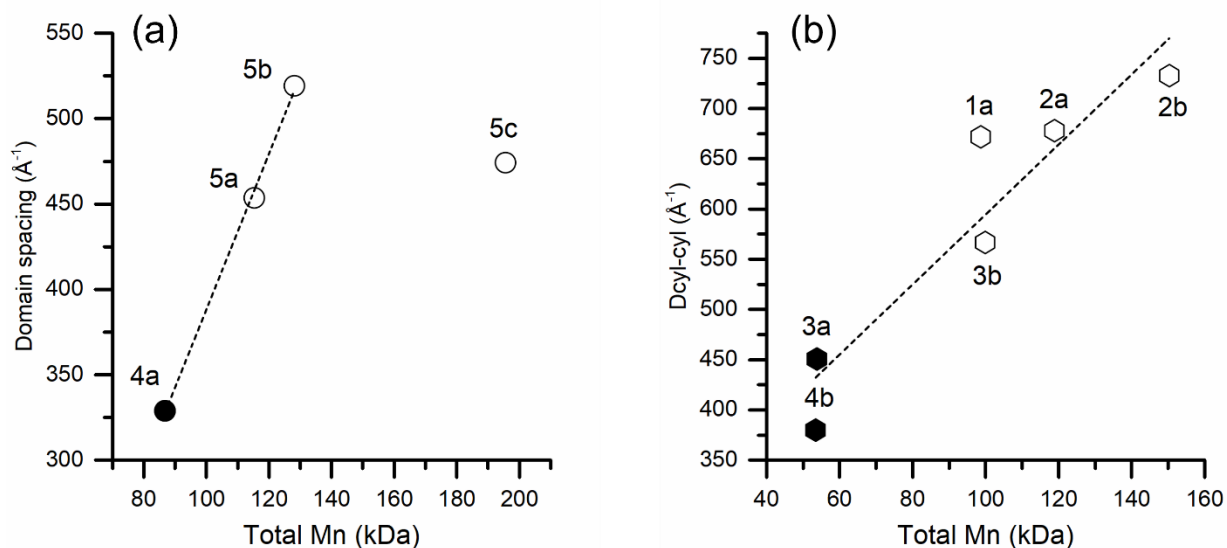 (a)
550
500
450
400
350
300
Domain spacing (Å⁻¹)
5b
5a
5c
4a
80 100 120 140 160 180 200
Total Mn (kDa)
(b)
750
700
650
600
550
500
450
400
350
Dcyl-cyl (Å⁻¹)
1a 2a
2b
3b
3a
4b
40 60 80 100 120 140 160
Total Mn (kDa)